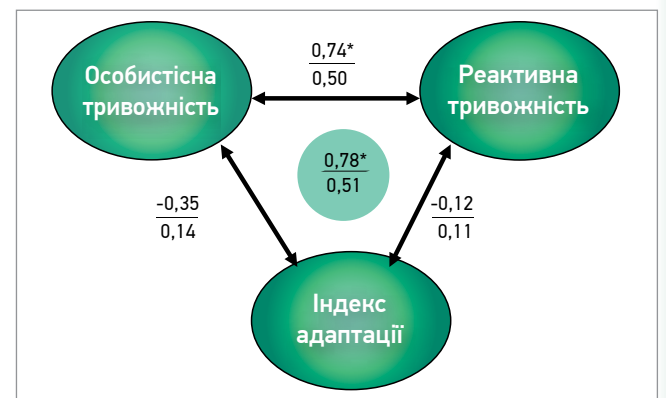 Особистісна
тривожність
0,74*
0,50
Реактивна
тривожність
0,78*
0,51
-0,35
0,14
-0,12
0,11
Індекс
адаптації